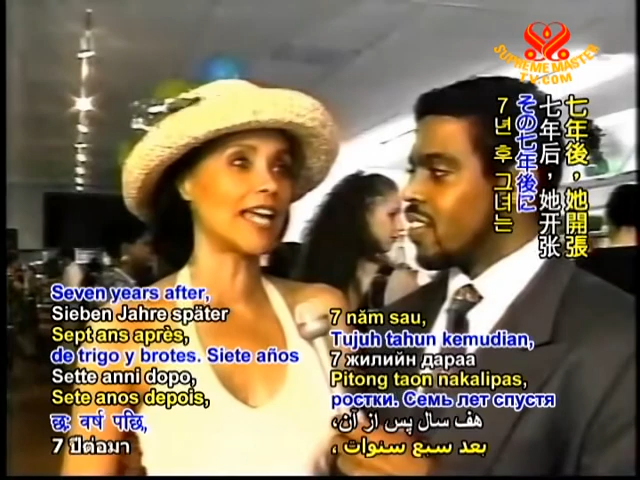 SUPREME MASTER
TV.COM
七年後，她開張
七年后，她开张
その七年後に
7년 후 그녀는
Seven years after,
Sieben Jahre später
Sept ans après,
de trigo y brotes. Siete años
Sette anni dopo,
Sete anos depois,
छ: वर्ष पछि,
7 ปีต่อมา
7 năm sau,
Tujuh tahun kemudian,
7 жилийн дараа
Pitong taon nakalipas,
ростки. Семь лет спустя
هف سال پس از آن،
بعد سبع سنوات ،